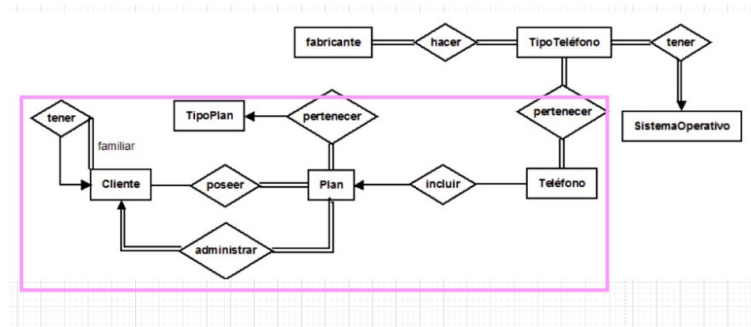 fabricante
hacer
TipoTeléfono
tener
tener
TipoPlan
pertenecer
pertenecer
SistemaOperativo
familiar
Cliente
poseer
Plan
incluir
Teléfono
administrar